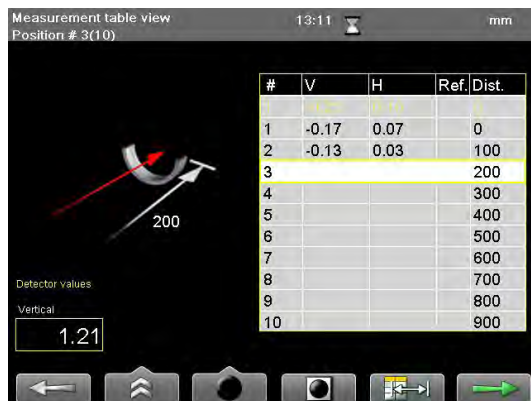 Measurement table view 13:11 mm
Position # 3(10)
# V H Ref. Dist.
1 -0.17 0.07 0
2 -0.13 0.03 100
3 200
4 300
5 400
6 500
7 600
8 700
9 800
10 900
200
Detector values
Vertical
1.21